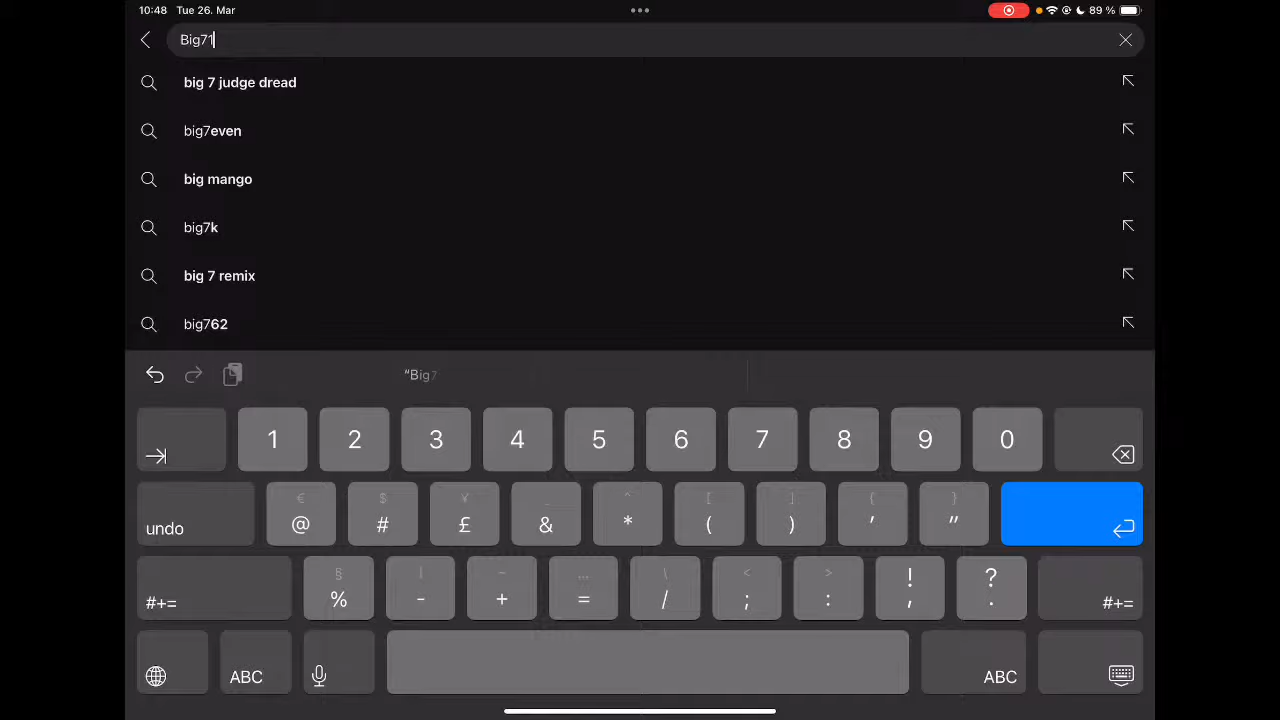 10:48 Tue 26. Mar 89 %
Big71
big 7 judge dread
big7even
big mango
big7k
big 7 remix
big762
“Big7
1 2 3 4 5 6 7 8 9 0
€ $ ¥ _ ^ [ ] { }
undo @ # £ & * ( ) ’ ”
§ | ~ … \ < > ! ?
#+= % - + = / ; : , . #+=
ABC ABC